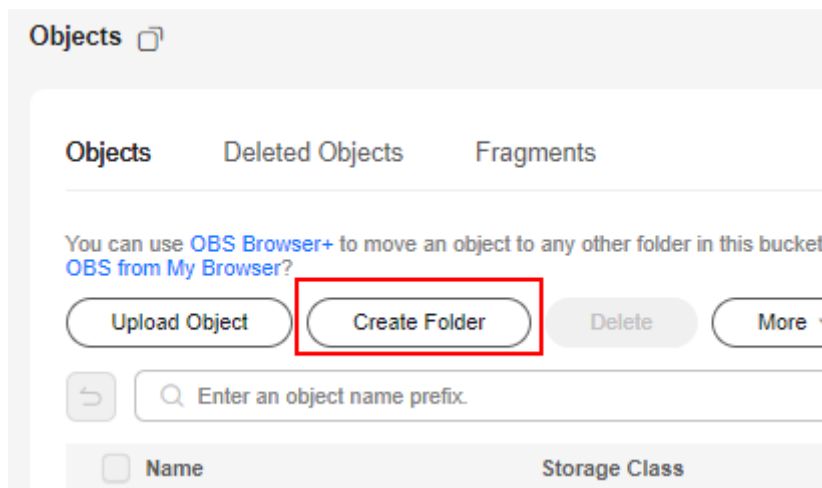 Objects
Objects Deleted Objects Fragments
You can use OBS Browser+ to move an object to any other folder in this bucket
OBS from My Browser?
Upload Object Create Folder Delete More
Enter an object name prefix.
Name Storage Class